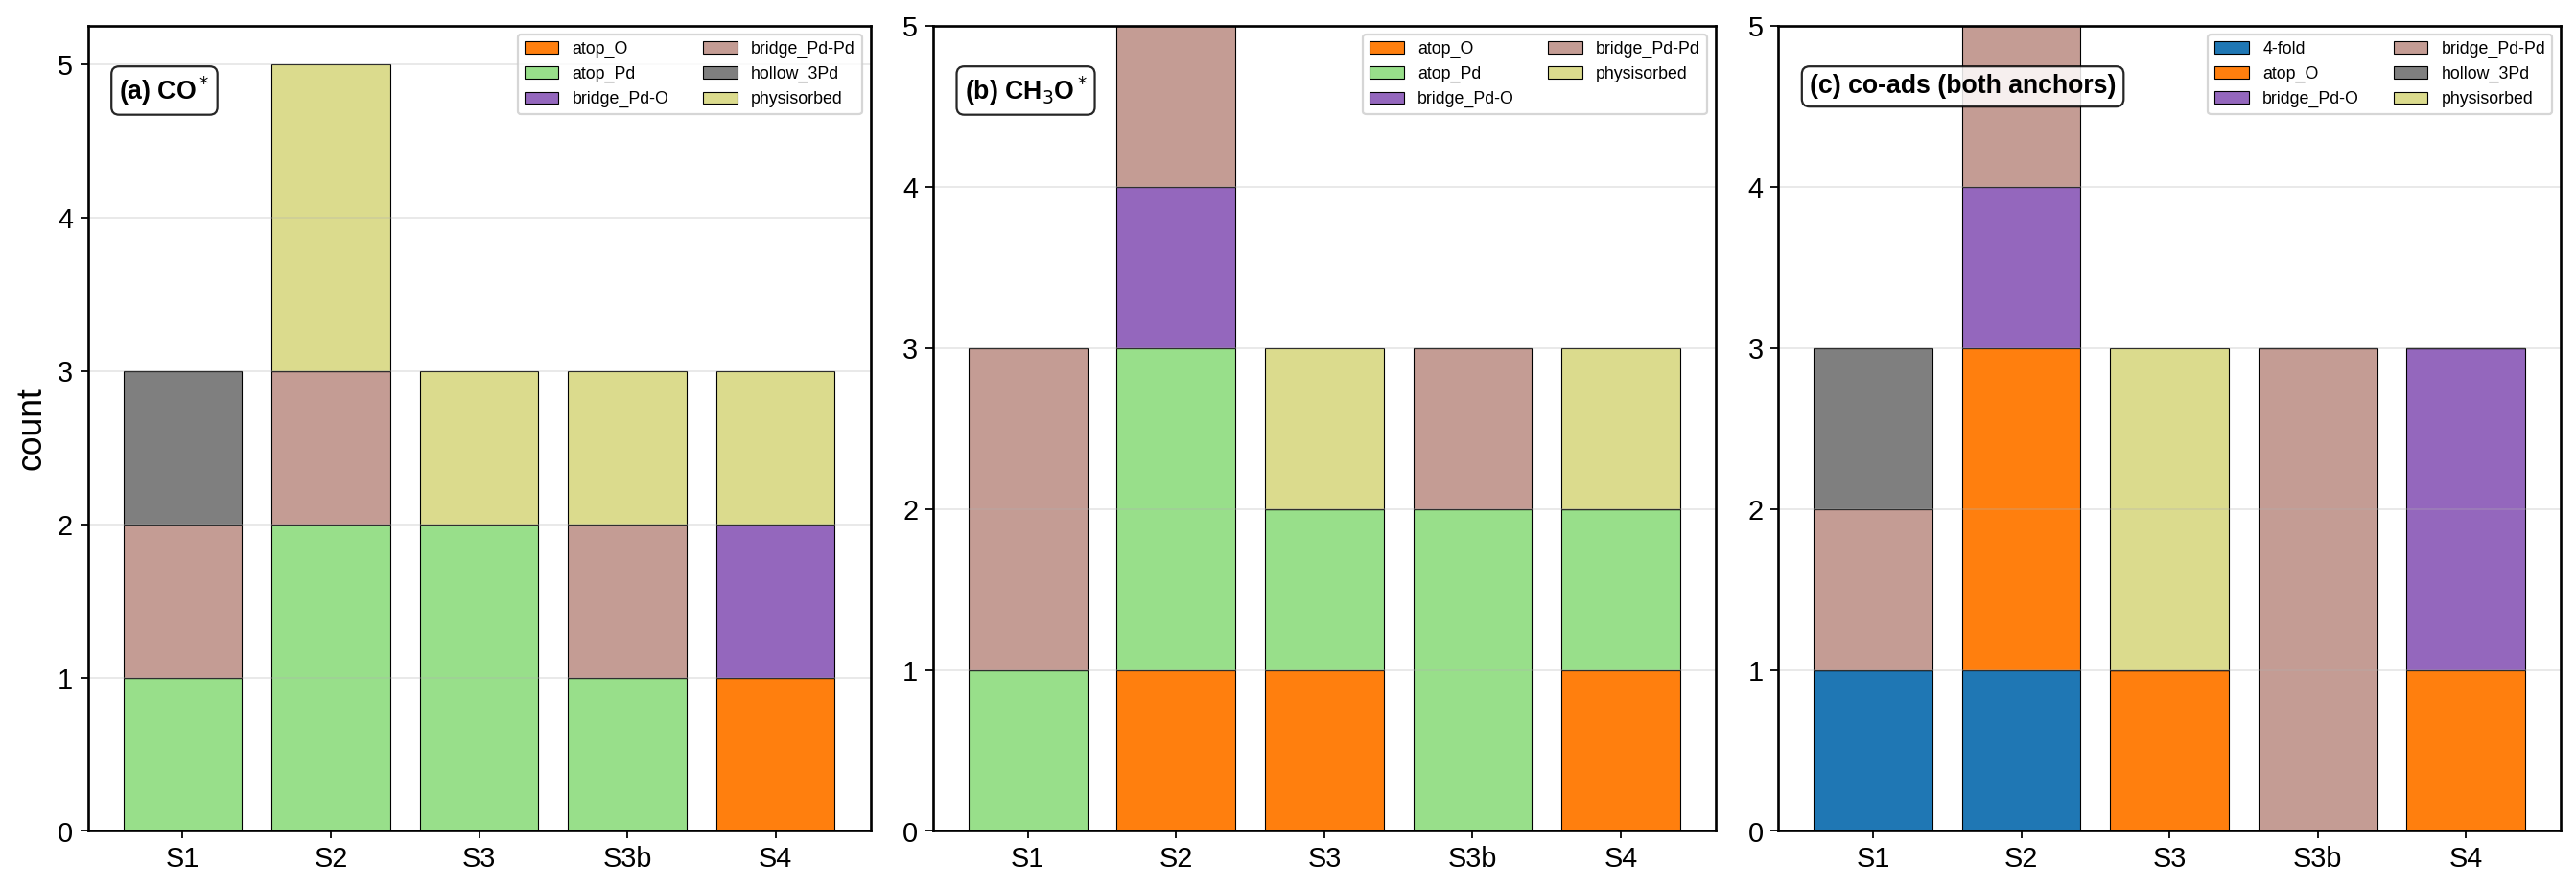 (a) CO*
atop_O
atop_Pd
bridge_Pd-O
bridge_Pd-Pd
hollow_3Pd
physisorbed
count
5
4
3
2
1
0
S1 S2 S3 S3b S4
(b) CH₃O*
atop_O
atop_Pd
bridge_Pd-O
bridge_Pd-Pd
physisorbed
5
4
3
2
1
0
S1 S2 S3 S3b S4
(c) co-ads (both anchors)
4-fold
atop_O
bridge_Pd-O
bridge_Pd-Pd
hollow_3Pd
physisorbed
5
4
3
2
1
0
S1 S2 S3 S3b S4